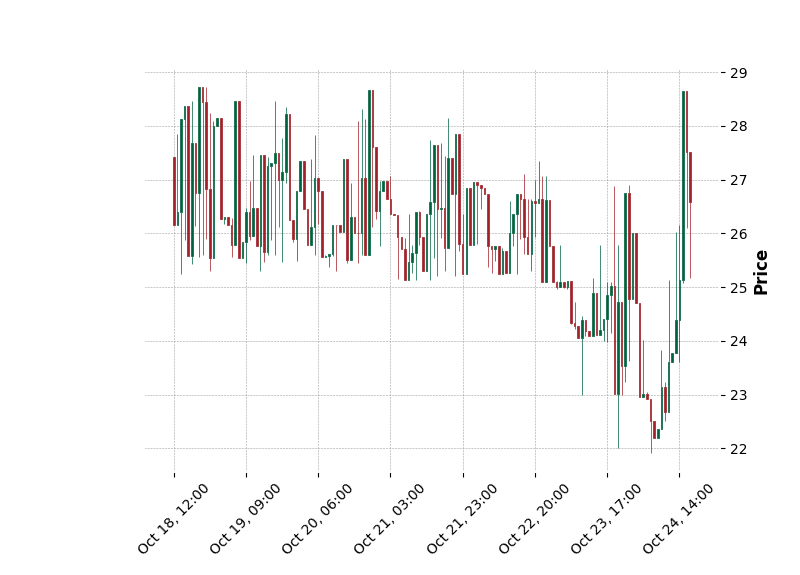 29
28
27
26
25
24
23
22
Price
Oct 18, 12:00
Oct 19, 09:00
Oct 20, 06:00
Oct 21, 03:00
Oct 21, 23:00
Oct 22, 20:00
Oct 23, 17:00
Oct 24, 14:00